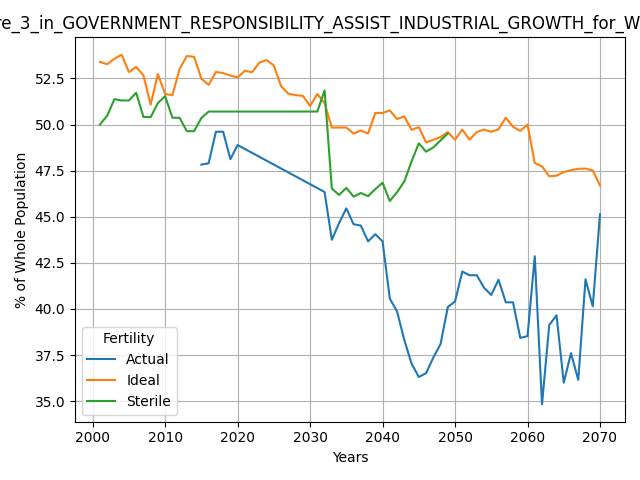 re_3_in_GOVERNMENT_RESPONSIBILITY_ASSIST_INDUSTRIAL_GROWTH_for_W
52.5
50.0
47.5
45.0
42.5
40.0
37.5
35.0
% of Whole Population
Fertility
Actual
Ideal
Sterile
2000 2010 2020 2030 2040 2050 2060 2070
Years